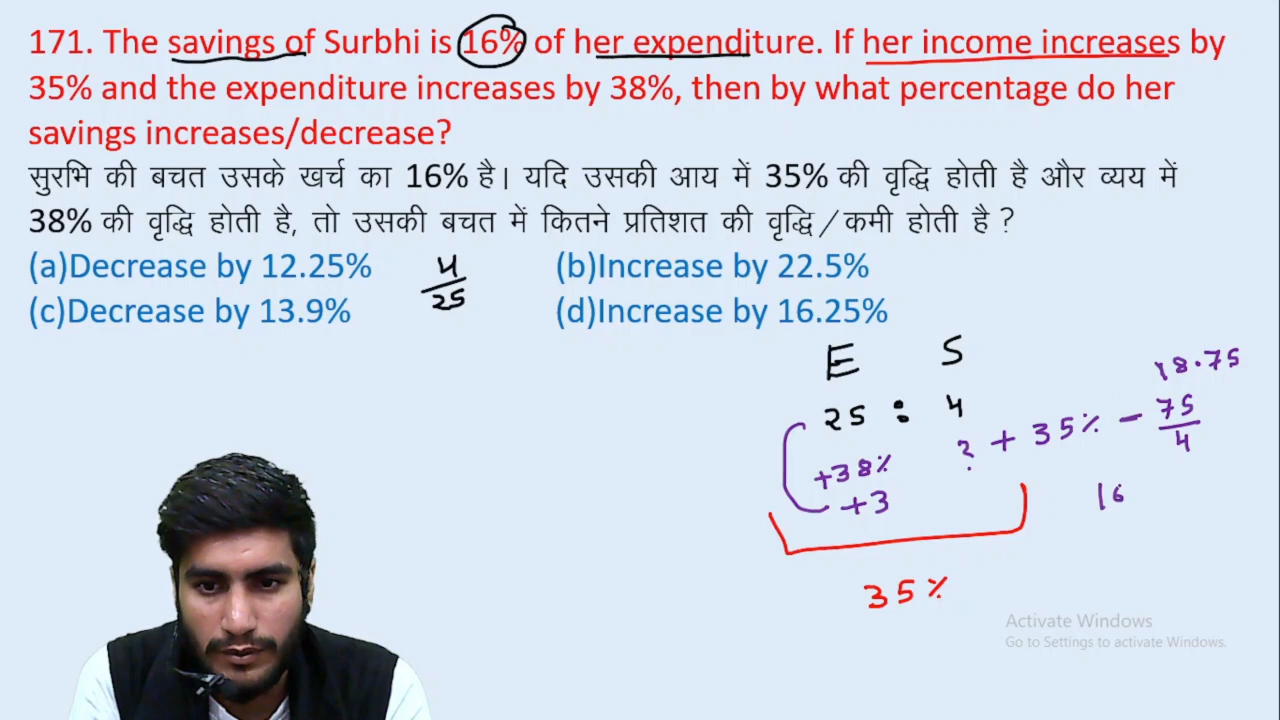 171. The savings of Surbhi is 16% of her expenditure. If her income increases by
35% and the expenditure increases by 38%, then by what percentage do her
savings increases/decrease?
सुरभि की बचत उसके खर्च का 16% है। यदि उसकी आय में 35% की वृद्धि होती है और व्यय में
38% की वृद्धि होती है, तो उसकी बचत में कितने प्रतिशत की वृद्धि/कमी होती है ?
(a)Decrease by 12.25% (b)Increase by 22.5%
(c)Decrease by 13.9% (d)Increase by 16.25%
4
25
E S
25 : 4
+38% ? + 35% - 75/4
18.75
+3
16
35%
Activate Windows
Go to Settings to activate Windows.